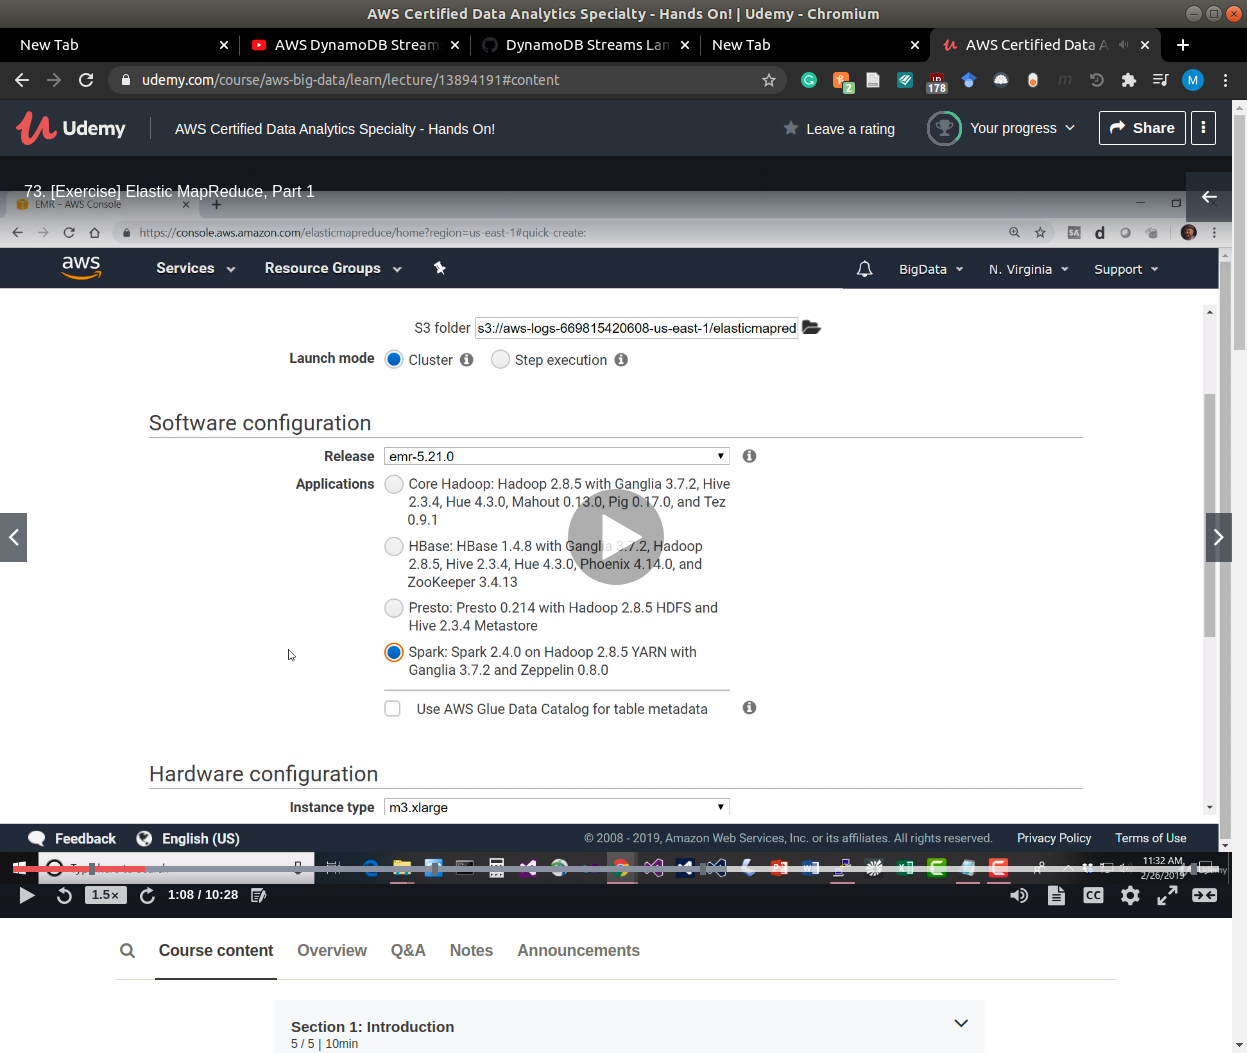 AWS Certified Data Analytics Specialty - Hands On! | Udemy - Chromium
New Tab
AWS DynamoDB Stream
DynamoDB Streams Lam
New Tab
AWS Certified Data A
udemy.com/course/aws-big-data/learn/lecture/13894191#content
2
178
M
Udemy
AWS Certified Data Analytics Specialty - Hands On!
Leave a rating
Your progress
Share
73. [Exercise] Elastic MapReduce, Part 1
EMR – AWS Console
https://console.aws.amazon.com/elasticmapreduce/home?region=us-east-1#quick-create:
aws
Services
Resource Groups
BigData
N. Virginia
Support
S3 folder
s3://aws-logs-669815420608-us-east-1/elasticmapred
Launch mode
Cluster
Step execution
Software configuration
Release
emr-5.21.0
Applications
Core Hadoop: Hadoop 2.8.5 with Ganglia 3.7.2, Hive
2.3.4, Hue 4.3.0, Mahout 0.13.0, Pig 0.17.0, and Tez
0.9.1
HBase: HBase 1.4.8 with Ganglia 3.7.2, Hadoop
2.8.5, Hive 2.3.4, Hue 4.3.0, Phoenix 4.14.0, and
ZooKeeper 3.4.13
Presto: Presto 0.214 with Hadoop 2.8.5 HDFS and
Hive 2.3.4 Metastore
Spark: Spark 2.4.0 on Hadoop 2.8.5 YARN with
Ganglia 3.7.2 and Zeppelin 0.8.0
Use AWS Glue Data Catalog for table metadata
Hardware configuration
Instance type
m3.xlarge
Feedback
English (US)
© 2008 - 2019, Amazon Web Services, Inc. or its affiliates. All rights reserved.
Privacy Policy
Terms of Use
11:32 AM
2/26/2019
1.5×
1:08 / 10:28
CC
Course content
Overview
Q&A
Notes
Announcements
Section 1: Introduction
5 / 5 | 10min